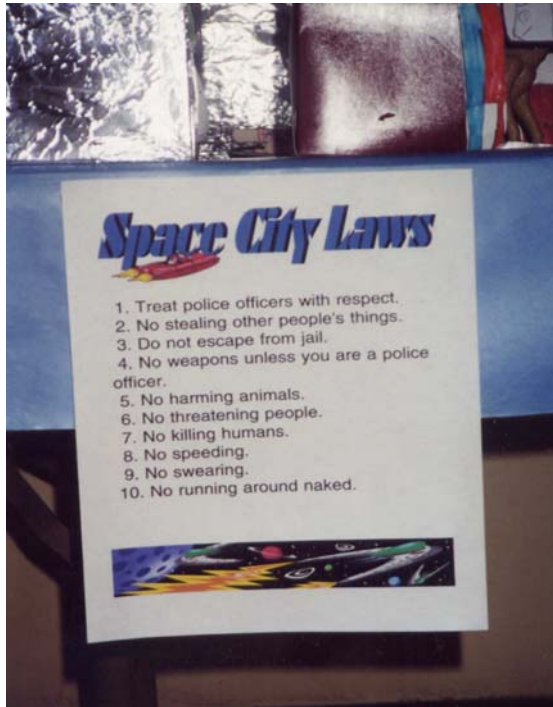 Space City Laws
1. Treat police officers with respect.
2. No stealing other people's things.
3. Do not escape from jail.
4. No weapons unless you are a police
officer.
5. No harming animals.
6. No threatening people.
7. No killing humans.
8. No speeding.
9. No swearing.
10. No running around naked.